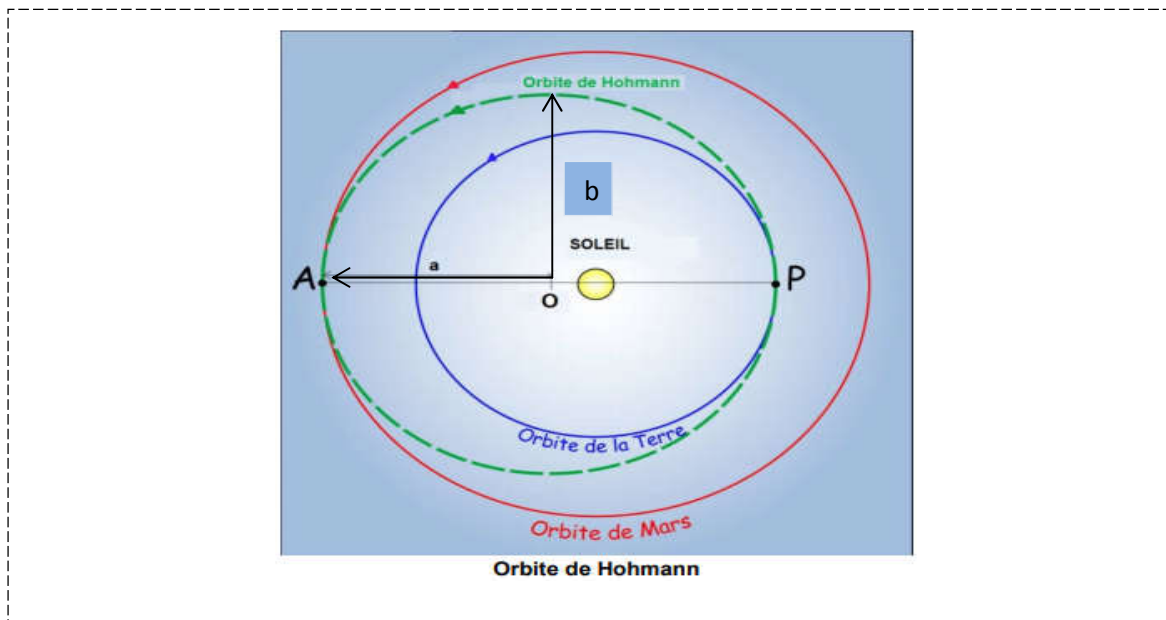 Orbite de Hohmann
b
SOLEIL
a
A
O
P
Orbite de la Terre
Orbite de Mars
Orbite de Hohmann